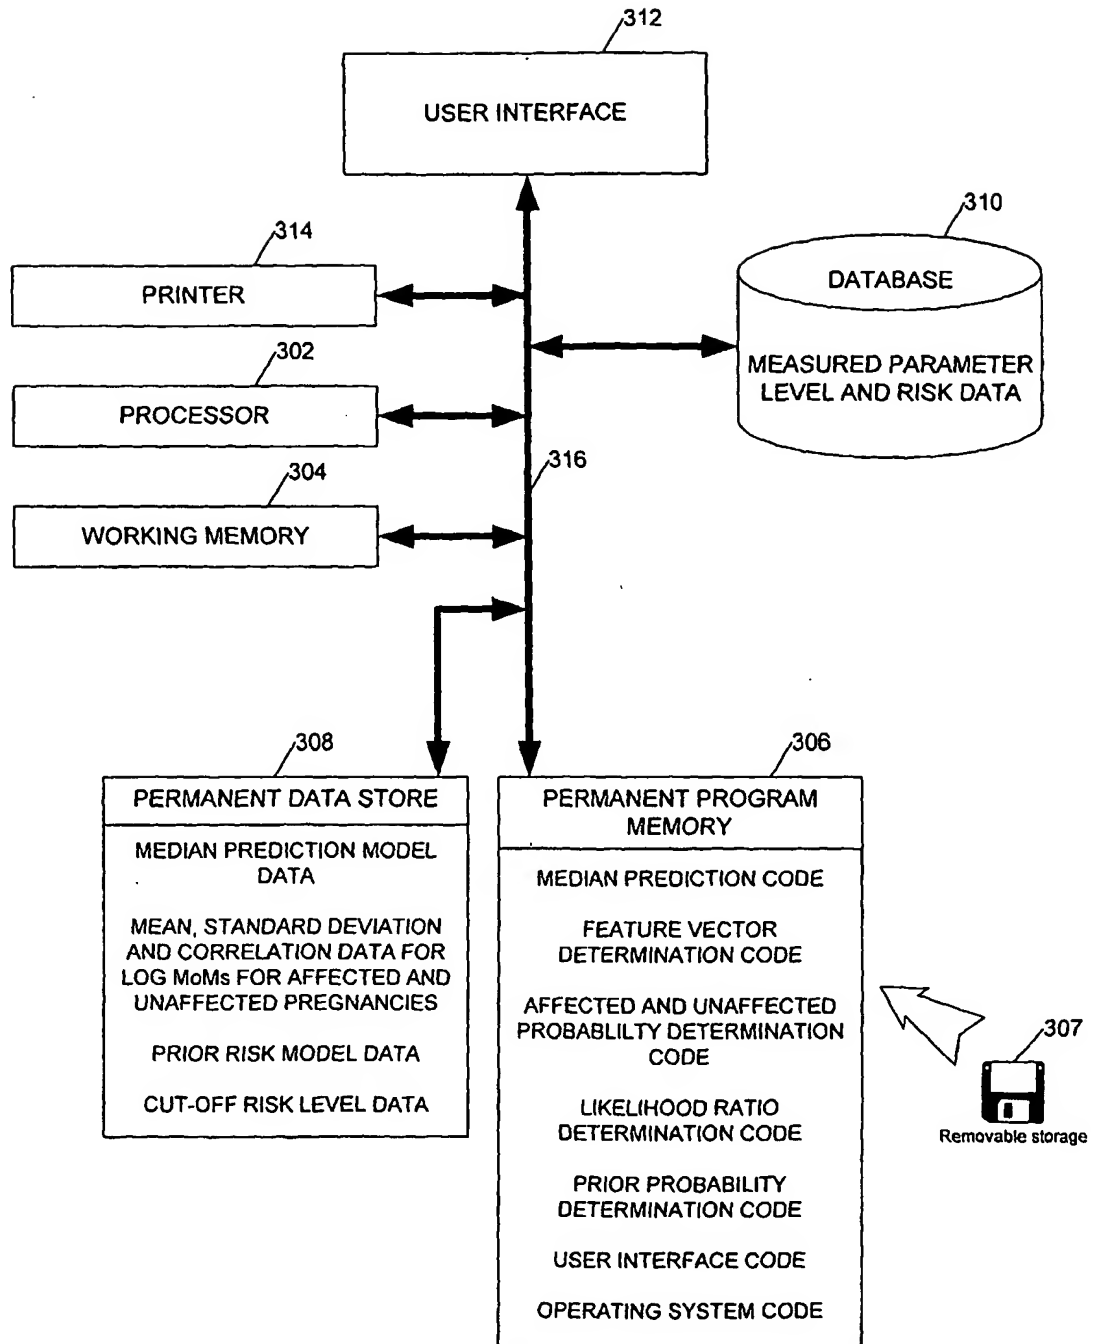 312
USER INTERFACE
310
314
PRINTER
DATABASE
MEASURED PARAMETER
LEVEL AND RISK DATA
302
PROCESSOR
316
304
WORKING MEMORY
308
PERMANENT DATA STORE
MEDIAN PREDICTION MODEL
DATA
MEAN, STANDARD DEVIATION
AND CORRELATION DATA FOR
LOG MoMs FOR AFFECTED AND
UNAFFECTED PREGNANCIES
PRIOR RISK MODEL DATA
CUT-OFF RISK LEVEL DATA
306
PERMANENT PROGRAM
MEMORY
MEDIAN PREDICTION CODE
FEATURE VECTOR
DETERMINATION CODE
AFFECTED AND UNAFFECTED
PROBABLILTY DETERMINATION
CODE
LIKELIHOOD RATIO
DETERMINATION CODE
PRIOR PROBABILITY
DETERMINATION CODE
USER INTERFACE CODE
OPERATING SYSTEM CODE
307
Removable storage